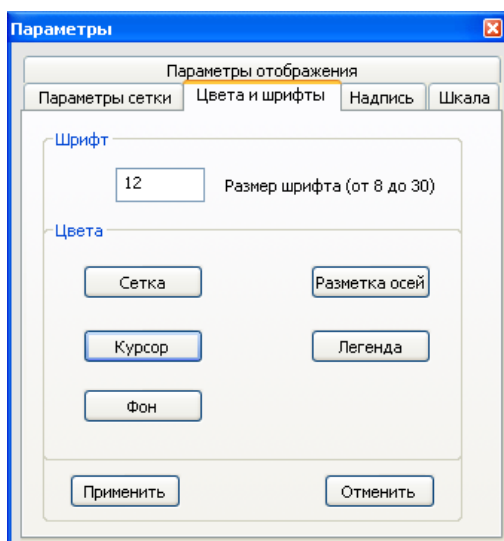 Параметры
Параметры отображения
Параметры сетки Цвета и шрифты Надпись Шкала
Шрифт
12 Размер шрифта (от 8 до 30)
Цвета
Сетка Разметка осей
Курсор Легенда
Фон
Применить Отменить